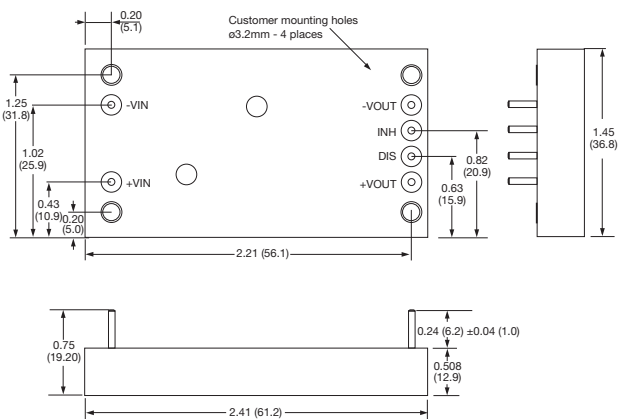 0.20
(5.1)
Customer mounting holes
ø3.2mm - 4 places
1.25
(31.8)
1.02
(25.9)
0.43
(10.9)
0.20
(5.0)
-VIN
+VIN
-VOUT
INH
DIS
+VOUT
0.82
(20.9)
0.63
(15.9)
1.45
(36.8)
2.21 (56.1)
0.75
(19.20)
0.24 (6.2) ±0.04 (1.0)
0.508
(12.9)
2.41 (61.2)